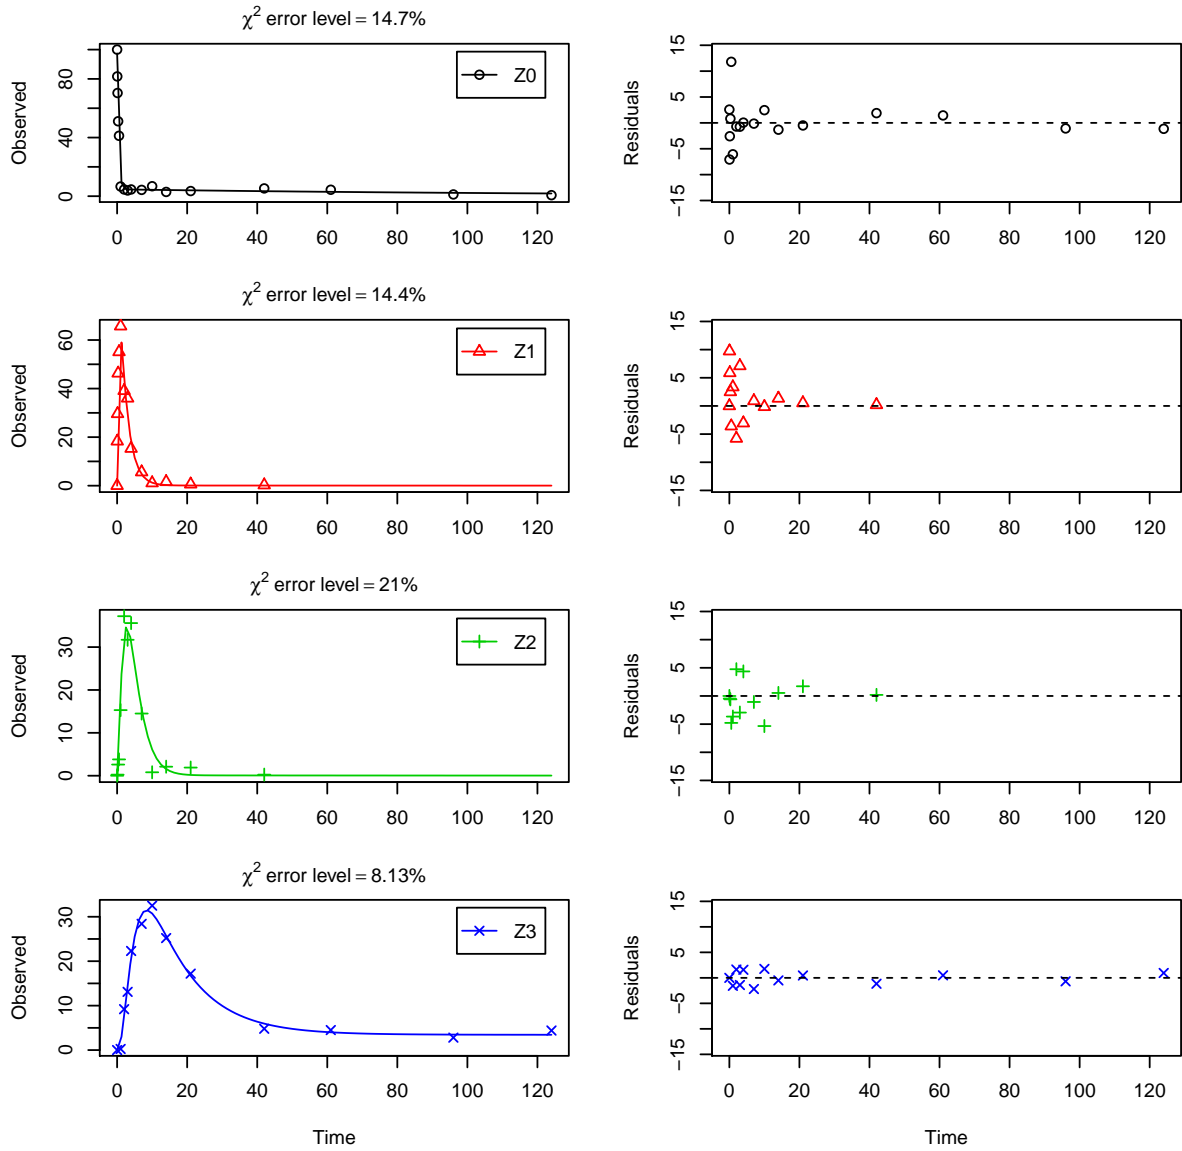 χ² error level = 14.7%
Observed
80
40
0
Z0
0 20 40 60 80 100 120
Residuals
15
5
−5
−15
0 20 40 60 80 100 120
χ² error level = 14.4%
Observed
60
40
20
0
Z1
0 20 40 60 80 100 120
Residuals
15
5
−5
−15
0 20 40 60 80 100 120
χ² error level = 21%
Observed
30
20
10
0
Z2
0 20 40 60 80 100 120
Residuals
15
5
−5
−15
0 20 40 60 80 100 120
χ² error level = 8.13%
Observed
30
20
10
0
Z3
0 20 40 60 80 100 120
Time
Residuals
15
5
−5
−15
0 20 40 60 80 100 120
Time